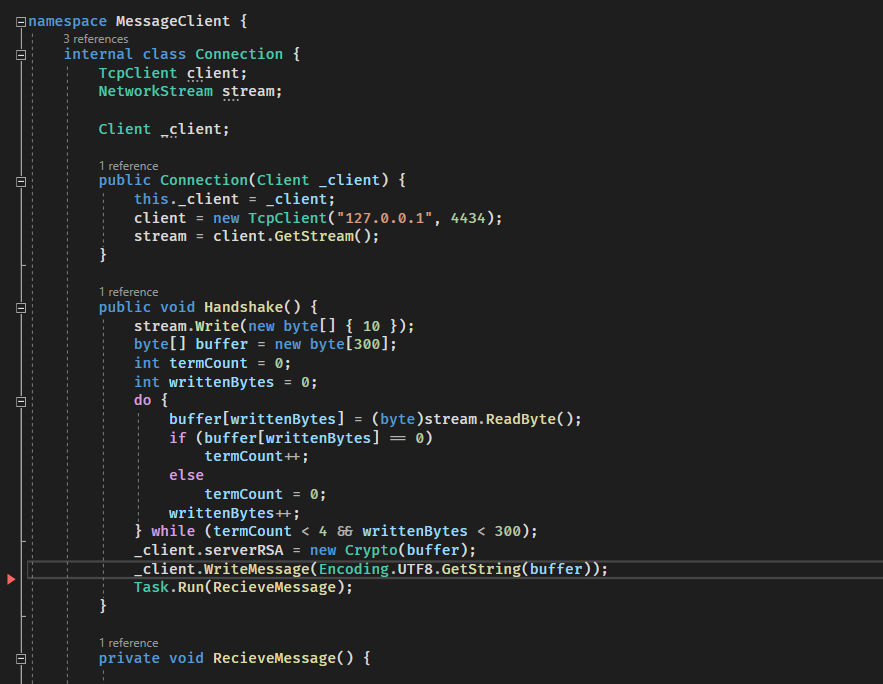 namespace MessageClient {
3 references
internal class Connection {
TcpClient client;
NetworkStream stream;
Client _client;
1 reference
public Connection(Client _client) {
this._client = _client;
client = new TcpClient("127.0.0.1", 4434);
stream = client.GetStream();
}
1 reference
public void Handshake() {
stream.Write(new byte[] { 10 });
byte[] buffer = new byte[300];
int termCount = 0;
int writtenBytes = 0;
do {
buffer[writtenBytes] = (byte)stream.ReadByte();
if (buffer[writtenBytes] == 0)
termCount++;
else
termCount = 0;
writtenBytes++;
} while (termCount < 4 && writtenBytes < 300);
_client.serverRSA = new Crypto(buffer);
_client.WriteMessage(Encoding.UTF8.GetString(buffer));
Task.Run(RecieveMessage);
}
1 reference
private void RecieveMessage() {